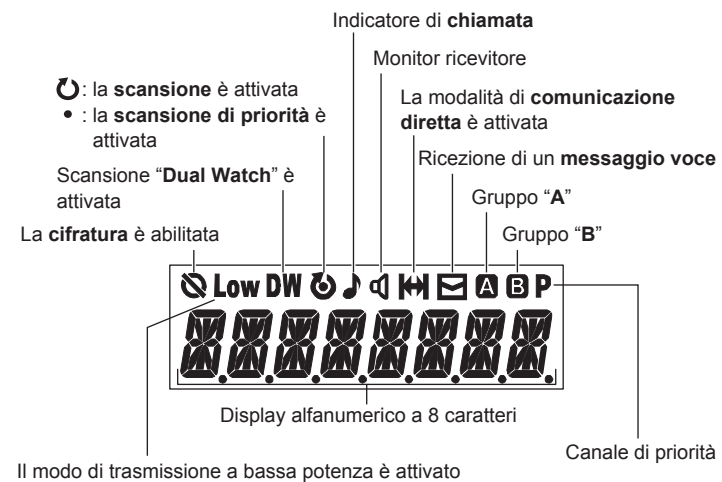 Indicatore di chiamata
Monitor ricevitore
: la scansione è attivata
• : la scansione di priorità è
attivata
La modalità di comunicazione
diretta è attivata
Ricezione di un messaggio voce
Scansione “Dual Watch” è
attivata
Gruppo “A”
La cifratura è abilitata
Gruppo “B”
Low DW A B P
Display alfanumerico a 8 caratteri
Canale di priorità
Il modo di trasmissione a bassa potenza è attivato